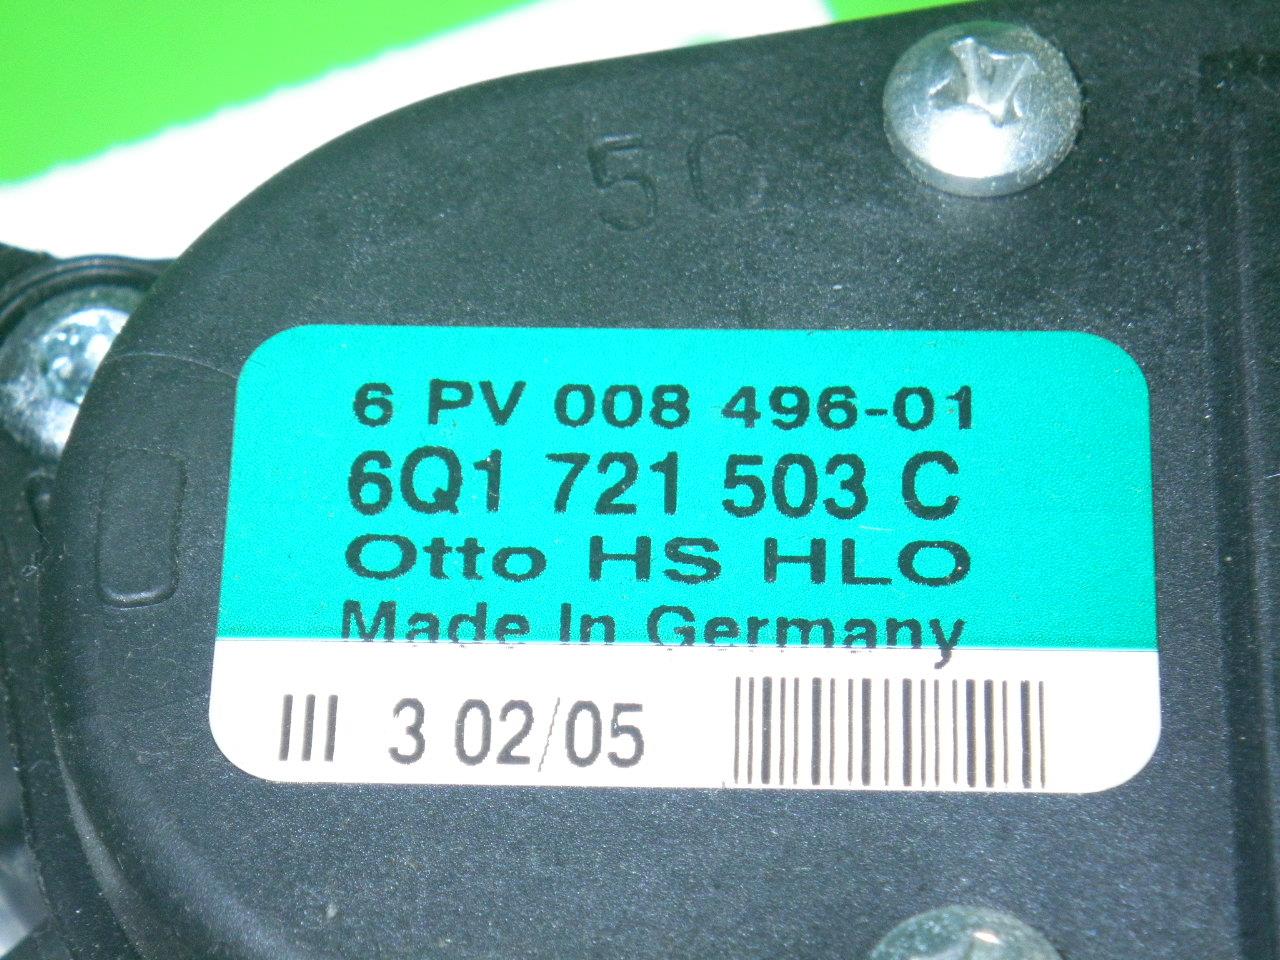 50
6 PV 008 496-01
6Q1 721 503 C
Otto HS HLO
Made In Germany
III 3 02/05